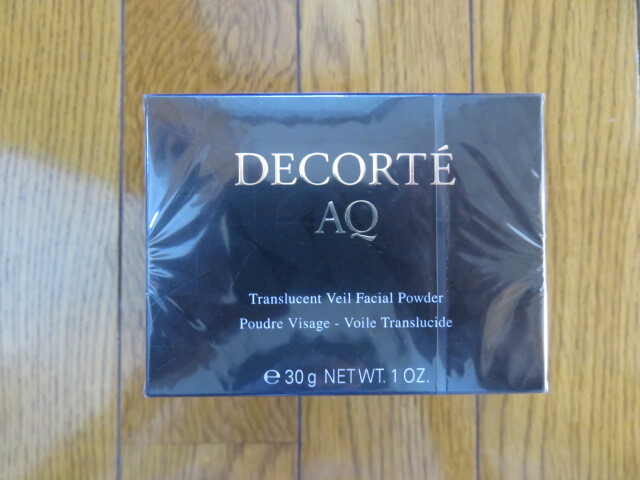 DECORTÉ
AQ
Translucent Veil Facial Powder
Poudre Visage - Voile Translucide
℮ 30 g NET WT. 1 OZ.